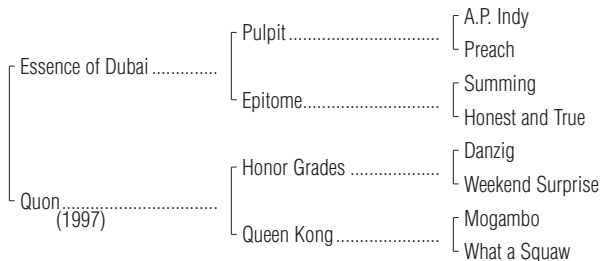 A.P. Indy
Pulpit
Preach
Essence of Dubai
Summing
Epitome
Honest and True
Danzig
Honor Grades
Weekend Surprise
Quon
(1997)
Mogambo
Queen Kong
What a Squaw